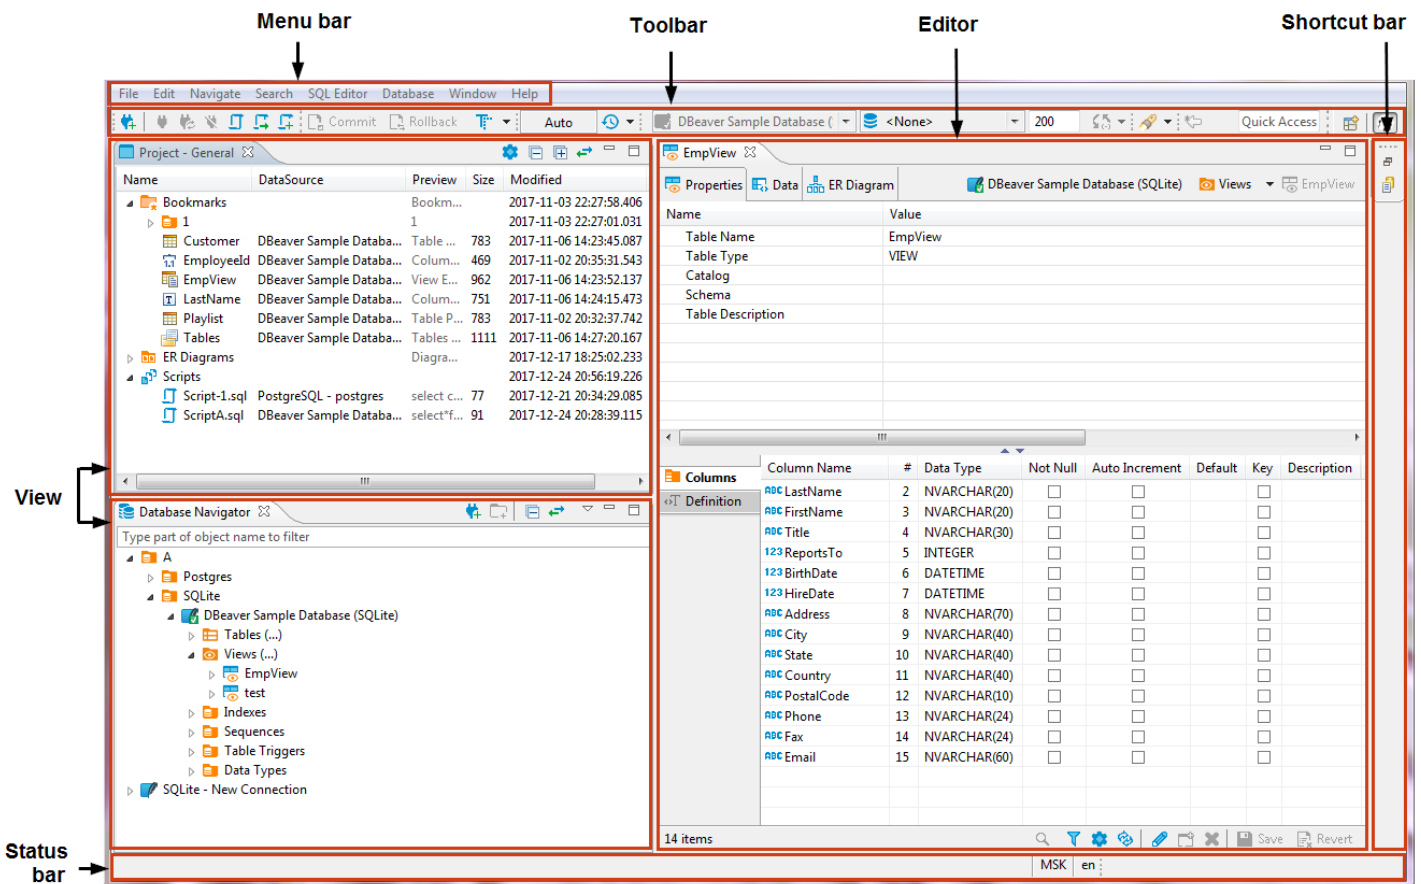 Menu bar
Toolbar
Editor
Shortcut bar
File Edit Navigate Search SQL Editor Database Window Help
Commit Rollback Auto DBeaver Sample Database ( <None> 200 Quick Access
Project - General
Name DataSource Preview Size Modified
Bookmarks Bookm... 2017-11-03 22:27:58.406
1 1 2017-11-03 22:27:01.031
Customer DBeaver Sample Databa... Table ... 783 2017-11-06 14:23:45.087
EmployeeId DBeaver Sample Databa... Colum... 469 2017-11-02 20:35:31.543
EmpView DBeaver Sample Databa... View E... 962 2017-11-06 14:23:52.137
LastName DBeaver Sample Databa... Colum... 751 2017-11-06 14:24:15.473
Playlist DBeaver Sample Databa... Table P... 783 2017-11-02 20:32:37.742
Tables DBeaver Sample Databa... Tables ... 1111 2017-11-06 14:27:20.167
ER Diagrams Diagra... 2017-12-17 18:25:02.233
Scripts 2017-12-24 20:56:19.226
Script-1.sql PostgreSQL - postgres select c... 77 2017-12-21 20:34:29.085
ScriptA.sql DBeaver Sample Databa... select*f... 91 2017-12-24 20:28:39.115
View
Database Navigator
Type part of object name to filter
A
Postgres
SQLite
DBeaver Sample Database (SQLite)
Tables (...)
Views (...)
EmpView
test
Indexes
Sequences
Table Triggers
Data Types
SQLite - New Connection
EmpView
Properties Data ER Diagram DBeaver Sample Database (SQLite) Views EmpView
Name Value
Table Name EmpView
Table Type VIEW
Catalog
Schema
Table Description
Columns
Definition
Column Name # Data Type Not Null Auto Increment Default Key Description
ABC LastName 2 NVARCHAR(20)
ABC FirstName 3 NVARCHAR(20)
ABC Title 4 NVARCHAR(30)
123 ReportsTo 5 INTEGER
123 BirthDate 6 DATETIME
123 HireDate 7 DATETIME
ABC Address 8 NVARCHAR(70)
ABC City 9 NVARCHAR(40)
ABC State 10 NVARCHAR(40)
ABC Country 11 NVARCHAR(40)
ABC PostalCode 12 NVARCHAR(10)
ABC Phone 13 NVARCHAR(24)
ABC Fax 14 NVARCHAR(24)
ABC Email 15 NVARCHAR(60)
14 items Save Revert
Status
bar
MSK en